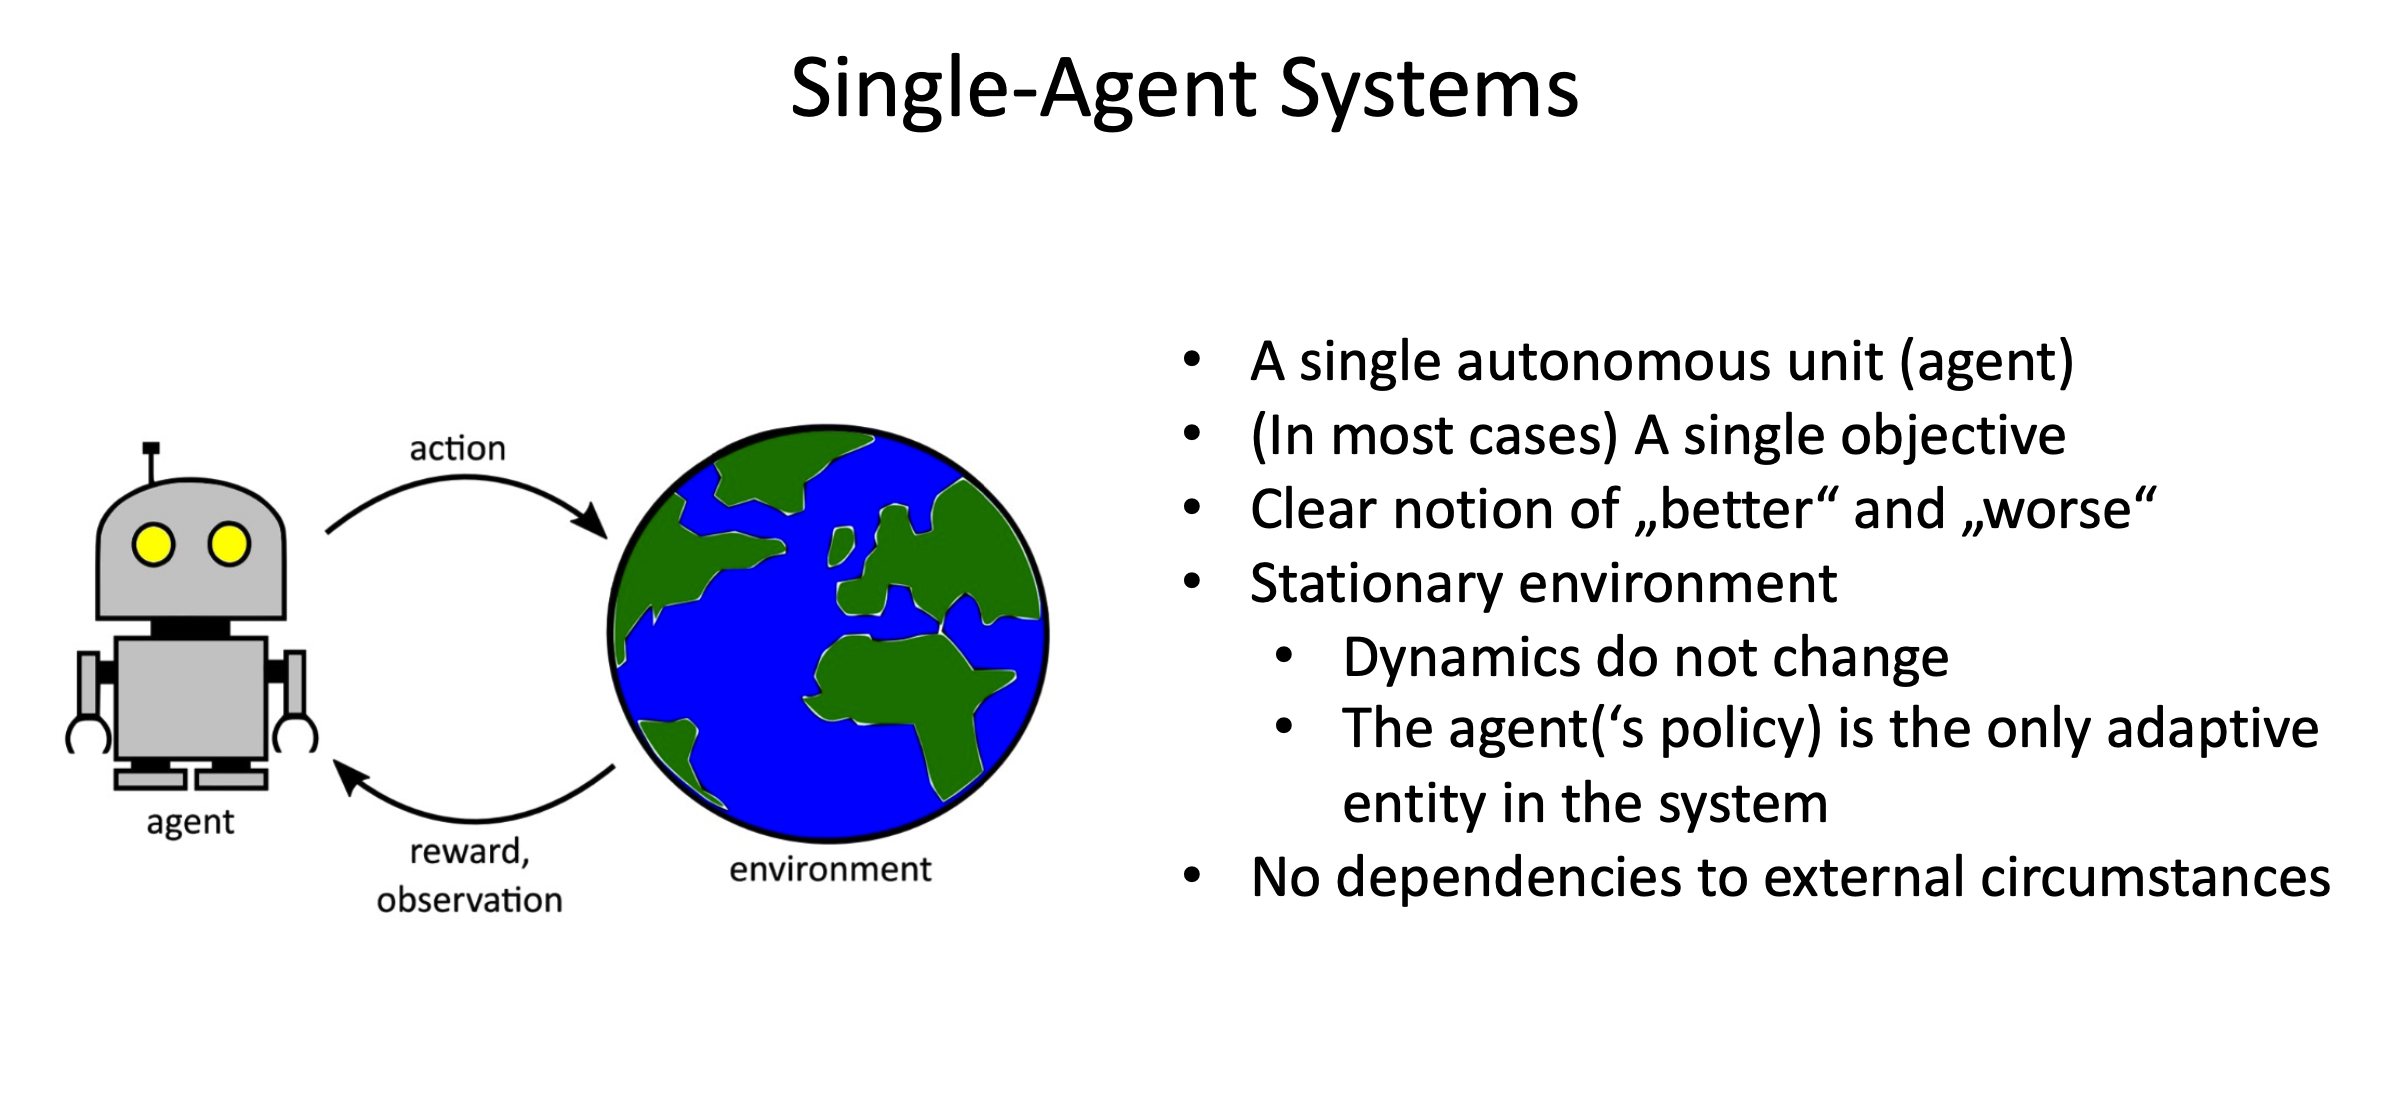 Single-Agent Systems
action
agent
reward,
observation
environment
• A single autonomous unit (agent)
• (In most cases) A single objective
• Clear notion of „better“ and „worse“
• Stationary environment
• Dynamics do not change
• The agent(‘s policy) is the only adaptive
entity in the system
• No dependencies to external circumstances